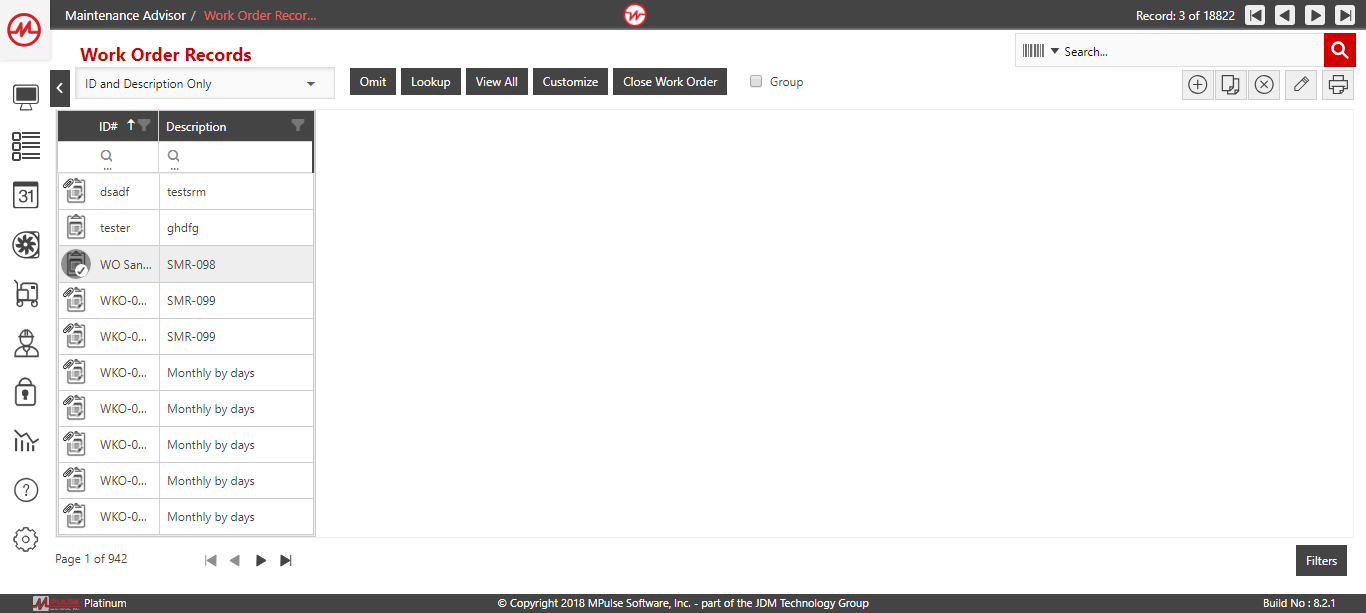 Maintenance Advisor / Work Order Recor...
Record: 3 of 18822
Work Order Records
Search...
ID and Description Only
Omit
Lookup
View All
Customize
Close Work Order
Group
ID#
Description
...
...
dsadf testsrm
tester ghdfg
WO San... SMR-098
WKO-0... SMR-099
WKO-0... SMR-099
WKO-0... Monthly by days
WKO-0... Monthly by days
WKO-0... Monthly by days
WKO-0... Monthly by days
WKO-0... Monthly by days
31
?
Page 1 of 942
Filters
MPULSE Platinum
© Copyright 2018 MPulse Software, Inc. - part of the JDM Technology Group
Build No : 8.2.1